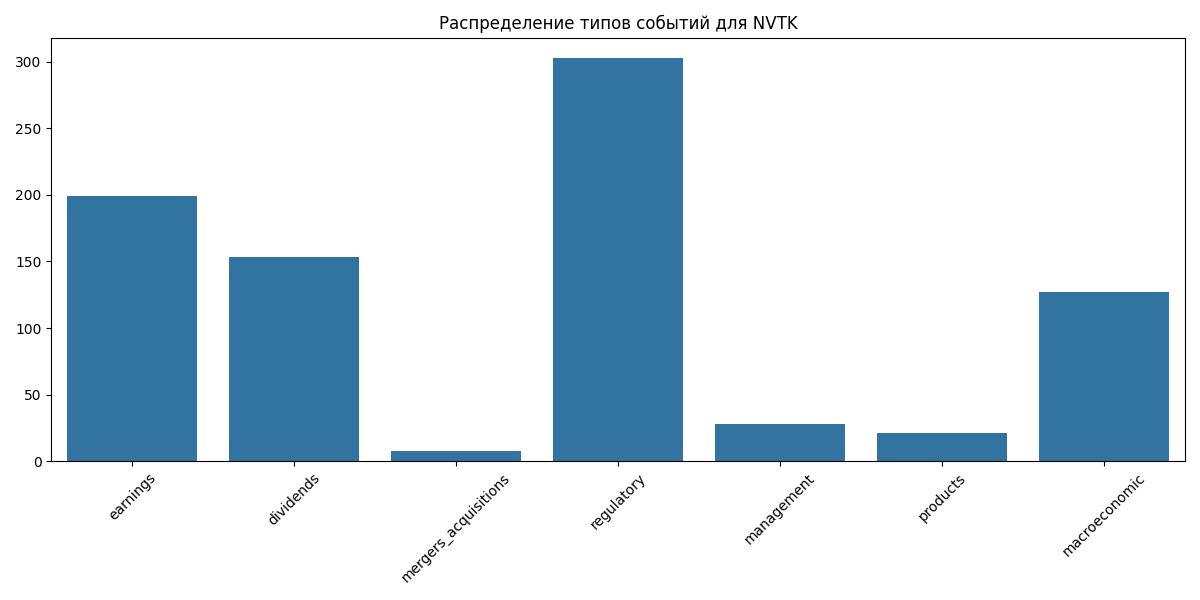 Распределение типов событий для NVTK
300
250
200
150
100
50
0
earnings
dividends
mergers_acquisitions
regulatory
management
products
macroeconomic